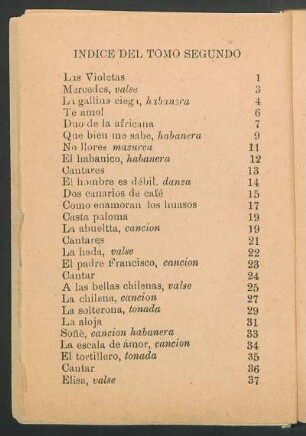 INDICE DEL TOMO SEGUNDO
Las Violetas 1
Mercedes, valse 3
La gallina ciega, habanera 4
Te amo! 6
Duo de la africana 7
Que bien me sabe, habanera 9
No llores mazurca 11
El habanico, habanera 12
Cantares 13
El hombre es débil. danza 14
Dos canarios de café 15
Como enamoran los huasos 17
Casta paloma 19
La abueltta, cancion 19
Cantares 21
La hada, valse 22
El padre Francisco, cancion 23
Cantar 24
A las bellas chilenas, valse 25
La chilena, cancion 27
La solterona, tonada 29
La aloja 31
Soñé, cancion habanera 33
La escala de amor, cancion 34
El tortillero, tonada 35
Cantar 36
Elisa, valse 37